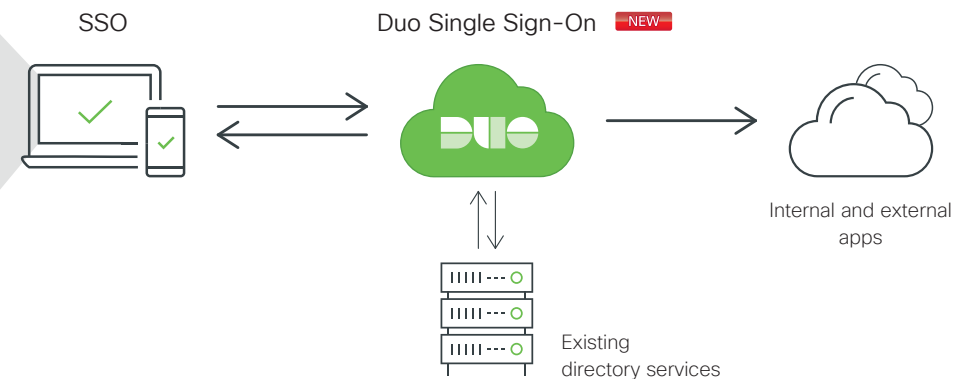 SSO
Duo Single Sign-On NEW
DUO
Internal and external
apps
Existing
directory services